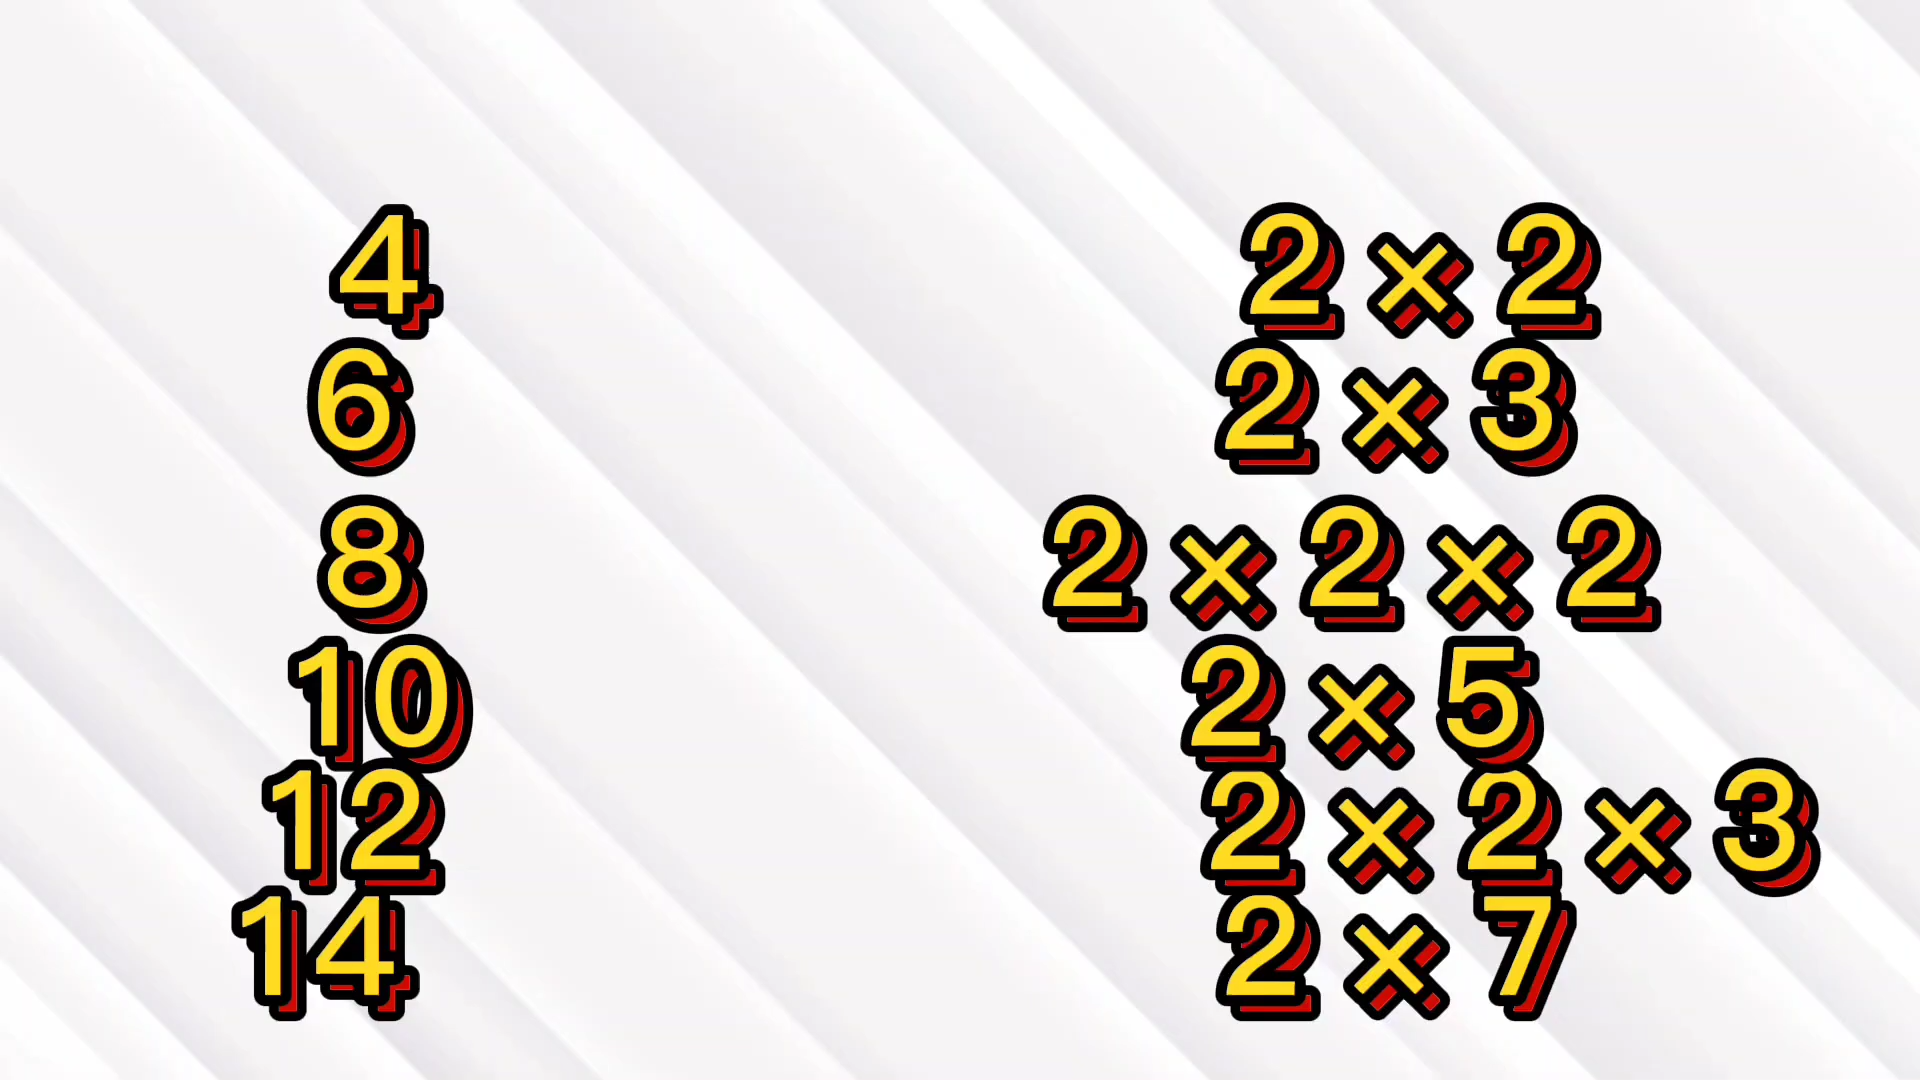 4 2 × 2
6 2 × 3
8 2 × 2 × 2
10 2 × 5
12 2 × 2 × 3
14 2 × 7